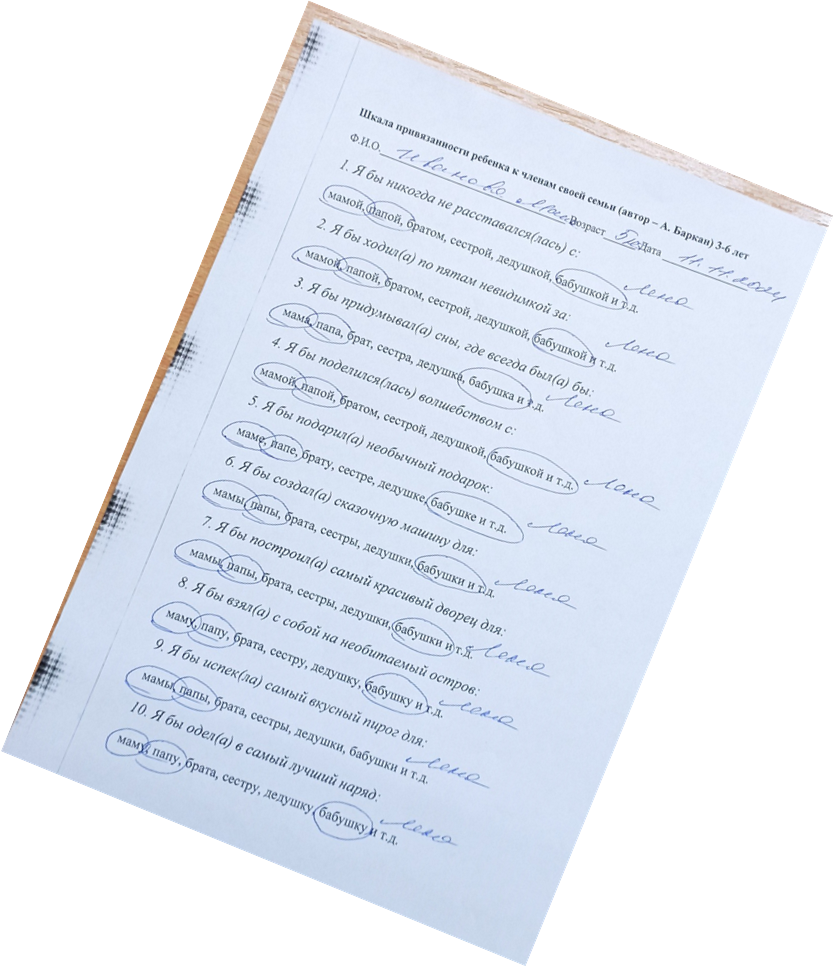 Шкала привязанности ребенка к членам своей семьи (автор – А. Баркан) 3-6 лет
Ф.И.О. Иванова Возраст 5 Дата 11.11.2024
1. Я бы никогда не расставался(лась) с:
мамой, папой, братом, сестрой, дедушкой, бабушкой и т.д. Лена
2. Я бы ходил(а) по пятам невидимкой за:
мамой, папой, братом, сестрой, дедушкой, бабушкой и т.д. Лена
3. Я бы придумывал(а) сны, где всегда был(а) бы:
мама, папа, брат, сестра, дедушка, бабушка и т.д. Лена
4. Я бы поделился(лась) волшебством с:
мамой, папой, братом, сестрой, дедушкой, бабушкой и т.д. Лена
5. Я бы подарил(а) необычный подарок:
маме, папе, брату, сестре, дедушке, бабушке и т.д. Лена
6. Я бы создал(а) сказочную машину для:
мамы, папы, брата, сестры, дедушки, бабушки и т.д. Лена
7. Я бы построил(а) самый красивый дворец для:
мамы, папы, брата, сестры, дедушки, бабушки и т.д. Лена
8. Я бы взял(а) с собой на необитаемый остров:
маму, папу, брата, сестру, дедушку, бабушку и т.д. Лена
9. Я бы испек(ла) самый вкусный пирог для:
мамы, папы, брата, сестры, дедушки, бабушки и т.д. Лена
10. Я бы одел(а) в самый лучший наряд:
маму, папу, брата, сестру, дедушку, бабушку и т.д. Лена